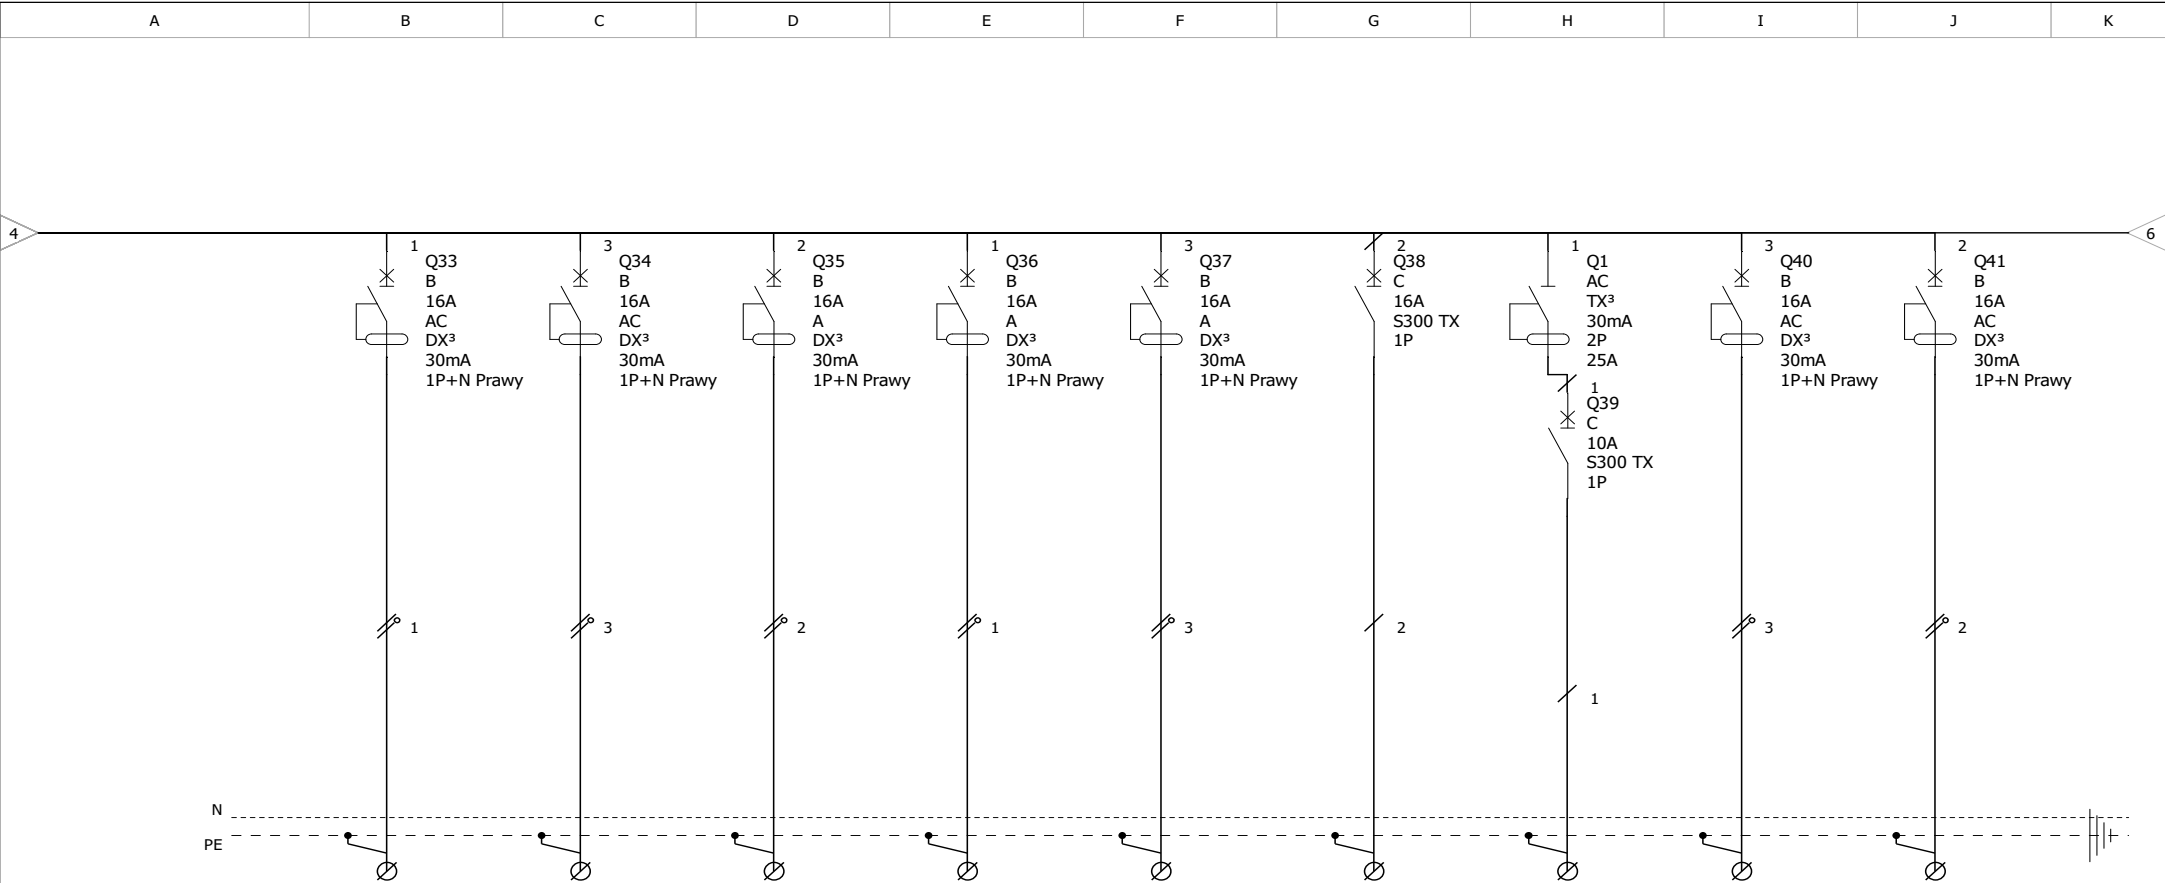 A B C D E F G H I J K
4
6
1
Q33
B
16A
AC
DX³
30mA
1P+N Prawy
3
Q34
B
16A
AC
DX³
30mA
1P+N Prawy
2
Q35
B
16A
A
DX³
30mA
1P+N Prawy
1
Q36
B
16A
A
DX³
30mA
1P+N Prawy
3
Q37
B
16A
A
DX³
30mA
1P+N Prawy
2
Q38
C
16A
S300 TX
1P
1
Q1
AC
TX³
30mA
2P
25A
1
Q39
C
10A
S300 TX
1P
3
Q40
B
16A
AC
DX³
30mA
1P+N Prawy
2
Q41
B
16A
AC
DX³
30mA
1P+N Prawy
1 3 2 1 3 2 3 2
1
N
PE